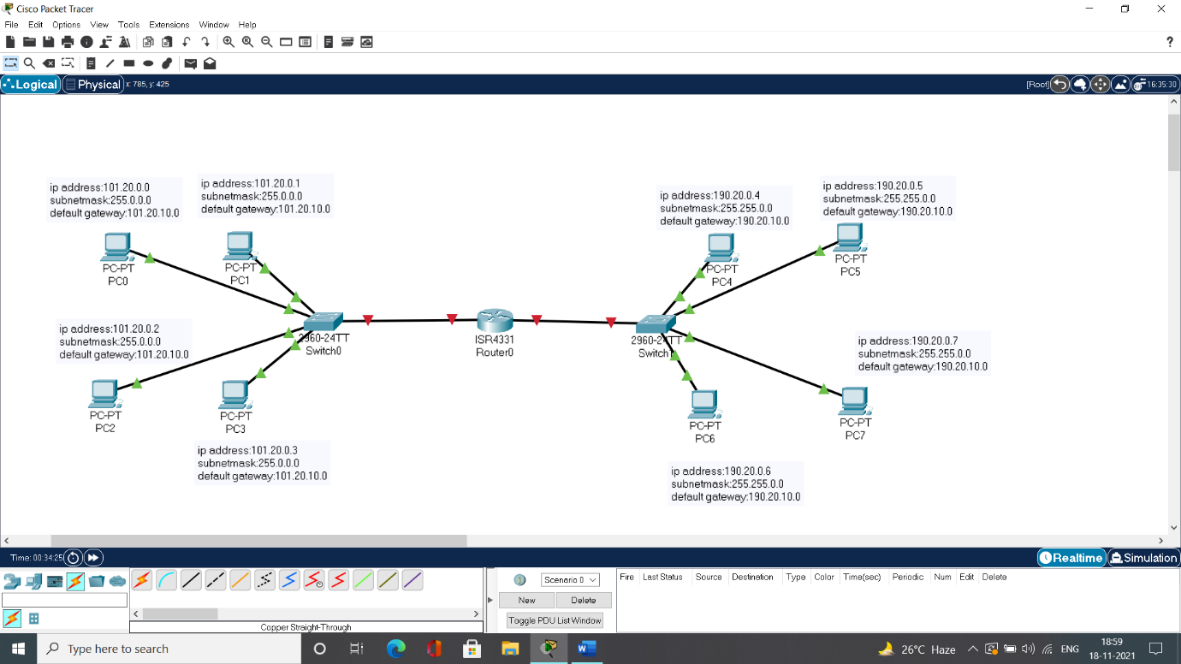 Cisco Packet Tracer
File Edit Options View Tools Extensions Window Help
?
Logical Physical x: 785, y: 425 [Root] 16:35:30
ip address:101.20.0.0
subnetmask:255.0.0.0
default gateway:101.20.10.0
ip address:101.20.0.1
subnetmask:255.0.0.0
default gateway:101.20.10.0
ip address:190.20.0.4
subnetmask:255.255.0.0
default gateway:190.20.10.0
ip address:190.20.0.5
subnetmask:255.255.0.0
default gateway:190.20.10.0
PC-PT
PC0
PC-PT
PC1
PC-PT
PC4
PC-PT
PC5
ip address:101.20.0.2
subnetmask:255.0.0.0
default gateway:101.20.10.0
2960-24TT
Switch0
ISR4331
Router0
2960-24TT
Switch1
ip address:190.20.0.7
subnetmask:255.255.0.0
default gateway:190.20.10.0
PC-PT
PC2
PC-PT
PC3
PC-PT
PC6
PC-PT
PC7
ip address:101.20.0.3
subnetmask:255.0.0.0
default gateway:101.20.10.0
ip address:190.20.0.6
subnetmask:255.255.0.0
default gateway:190.20.10.0
Time: 00:34:25 Realtime Simulation
Scenario 0
New Delete
Toggle PDU List Window
Fire Last Status Source Destination Type Color Time(sec) Periodic Num Edit Delete
Copper Straight-Through
Type here to search
26°C Haze ENG
18:59
18-11-2021